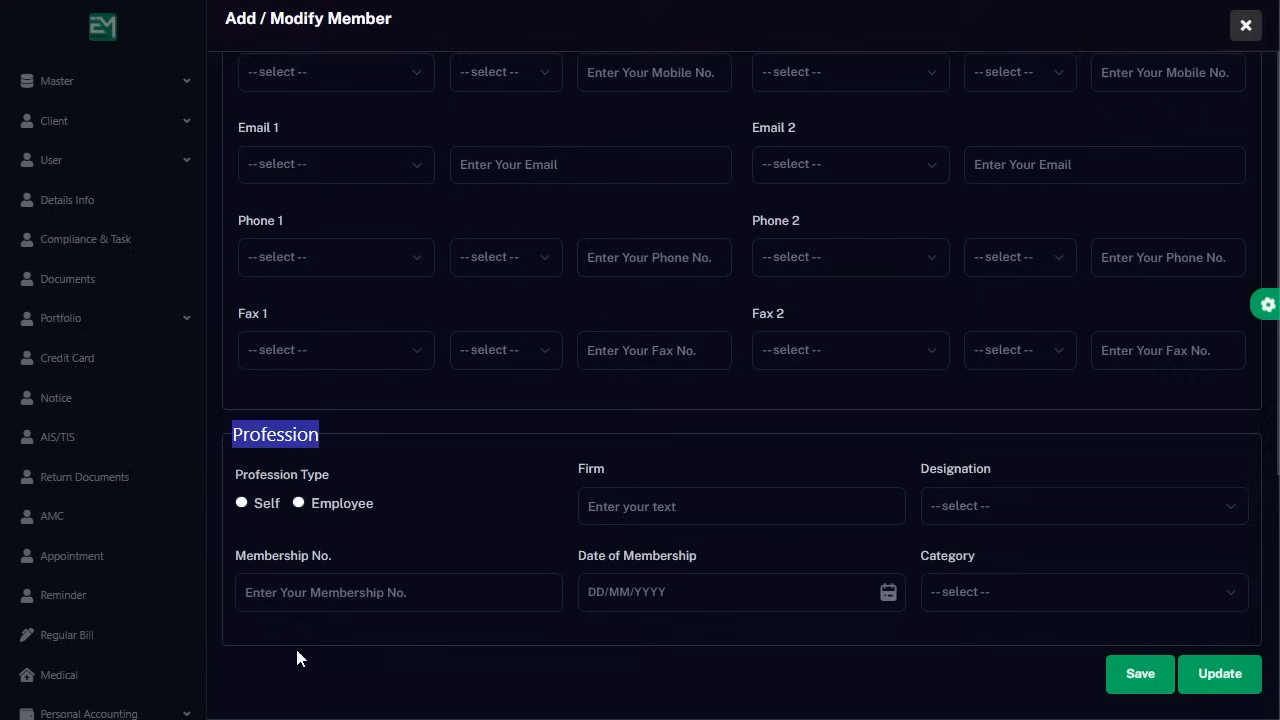 EM
Add / Modify Member
Master
Client
User
Details Info
Compliance & Task
Documents
Portfolio
Credit Card
Notice
AIS/TIS
Return Documents
AMC
Appointment
Reminder
Regular Bill
Medical
Personal Accounting
--select-- --select-- Enter Your Mobile No. --select-- --select-- Enter Your Mobile No.
Email 1 Email 2
--select-- Enter Your Email --select-- Enter Your Email
Phone 1 Phone 2
--select-- --select-- Enter Your Phone No. --select-- --select-- Enter Your Phone No.
Fax 1 Fax 2
--select-- --select-- Enter Your Fax No. --select-- --select-- Enter Your Fax No.
Profession
Profession Type Firm Designation
Self Employee Enter your text --select--
Membership No. Date of Membership Category
Enter Your Membership No. DD/MM/YYYY --select--
Save Update